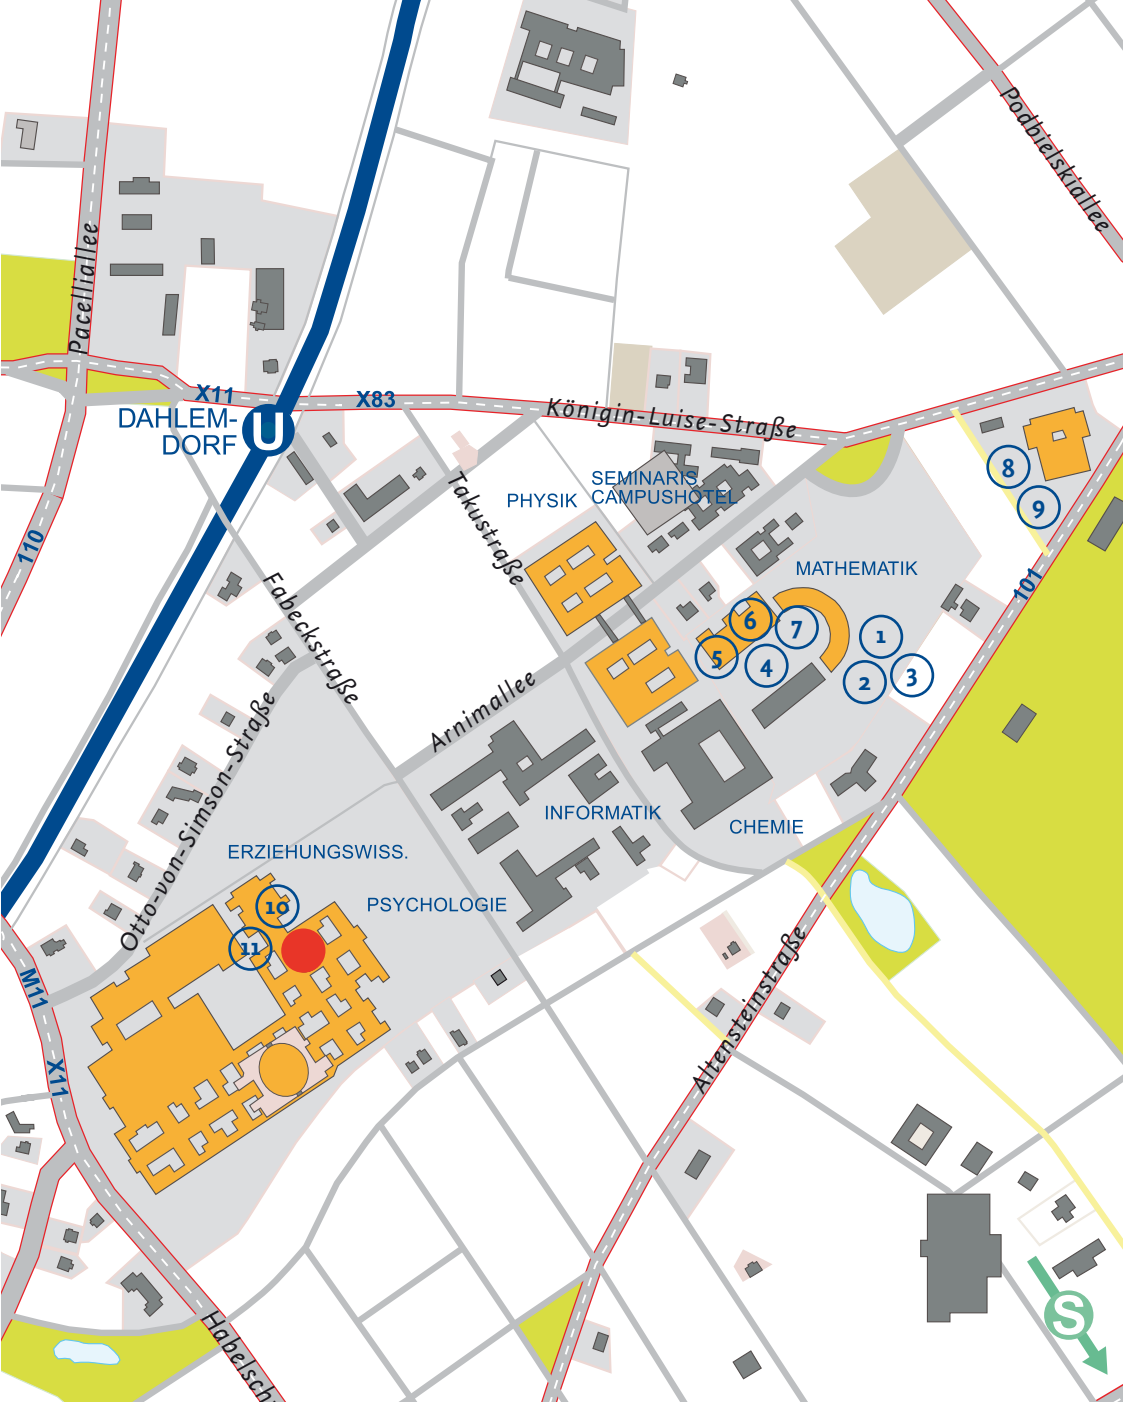 Podbielskiallee
Pacelliallee
X11
X83
DAHLEM-
DORF
U
Königin-Luise-Straße
8
9
110
Takustraße
SEMINARIS
CAMPUSHOTEL
PHYSIK
MATHEMATIK
101
Fabeckstraße
6
7
1
5
4
2
3
Arnimallee
Otto-von-Simson-Straße
INFORMATIK
CHEMIE
ERZIEHUNGSWISS.
PSYCHOLOGIE
10
11
M11
X11
Altensteinstraße
S
Habelsch